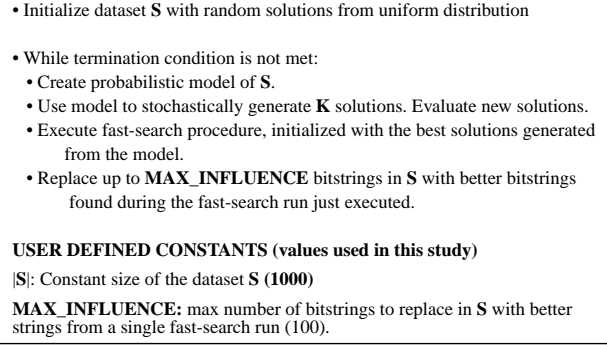 • Initialize dataset S with random solutions from uniform distribution
• While termination condition is not met:
• Create probabilistic model of S.
• Use model to stochastically generate K solutions. Evaluate new solutions.
• Execute fast-search procedure, initialized with the best solutions generated
from the model.
• Replace up to MAX_INFLUENCE bitstrings in S with better bitstrings
found during the fast-search run just executed.
USER DEFINED CONSTANTS (values used in this study)
|S|: Constant size of the dataset S (1000)
MAX_INFLUENCE: max number of bitstrings to replace in S with better
strings from a single fast-search run (100).